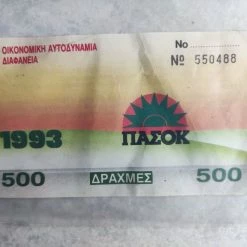 ΟΙΚΟΝΟΜΙΚΗ ΑΥΤΟΔΥΝΑΜΙΑ
ΔΙΑΦΑΝΕΙΑ
No
Nº 550488
1993
ΠΑΣΟΚ
500 ΔΡΑΧΜΕΣ 500